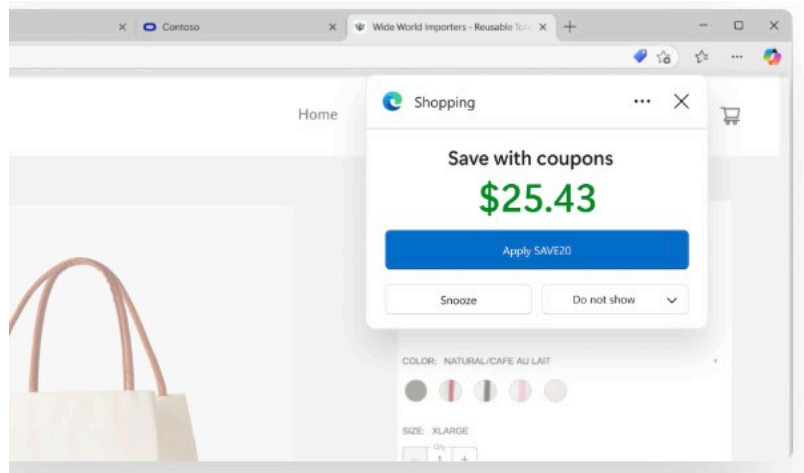 Contoso
Wide World Importers - Reusable Tote
Home
Shopping
Save with coupons
$25.43
Apply SAVE20
Snooze
Do not show
COLOR: NATURAL/CAFE AU LAIT
SIZE: XLARGE
Qty
1